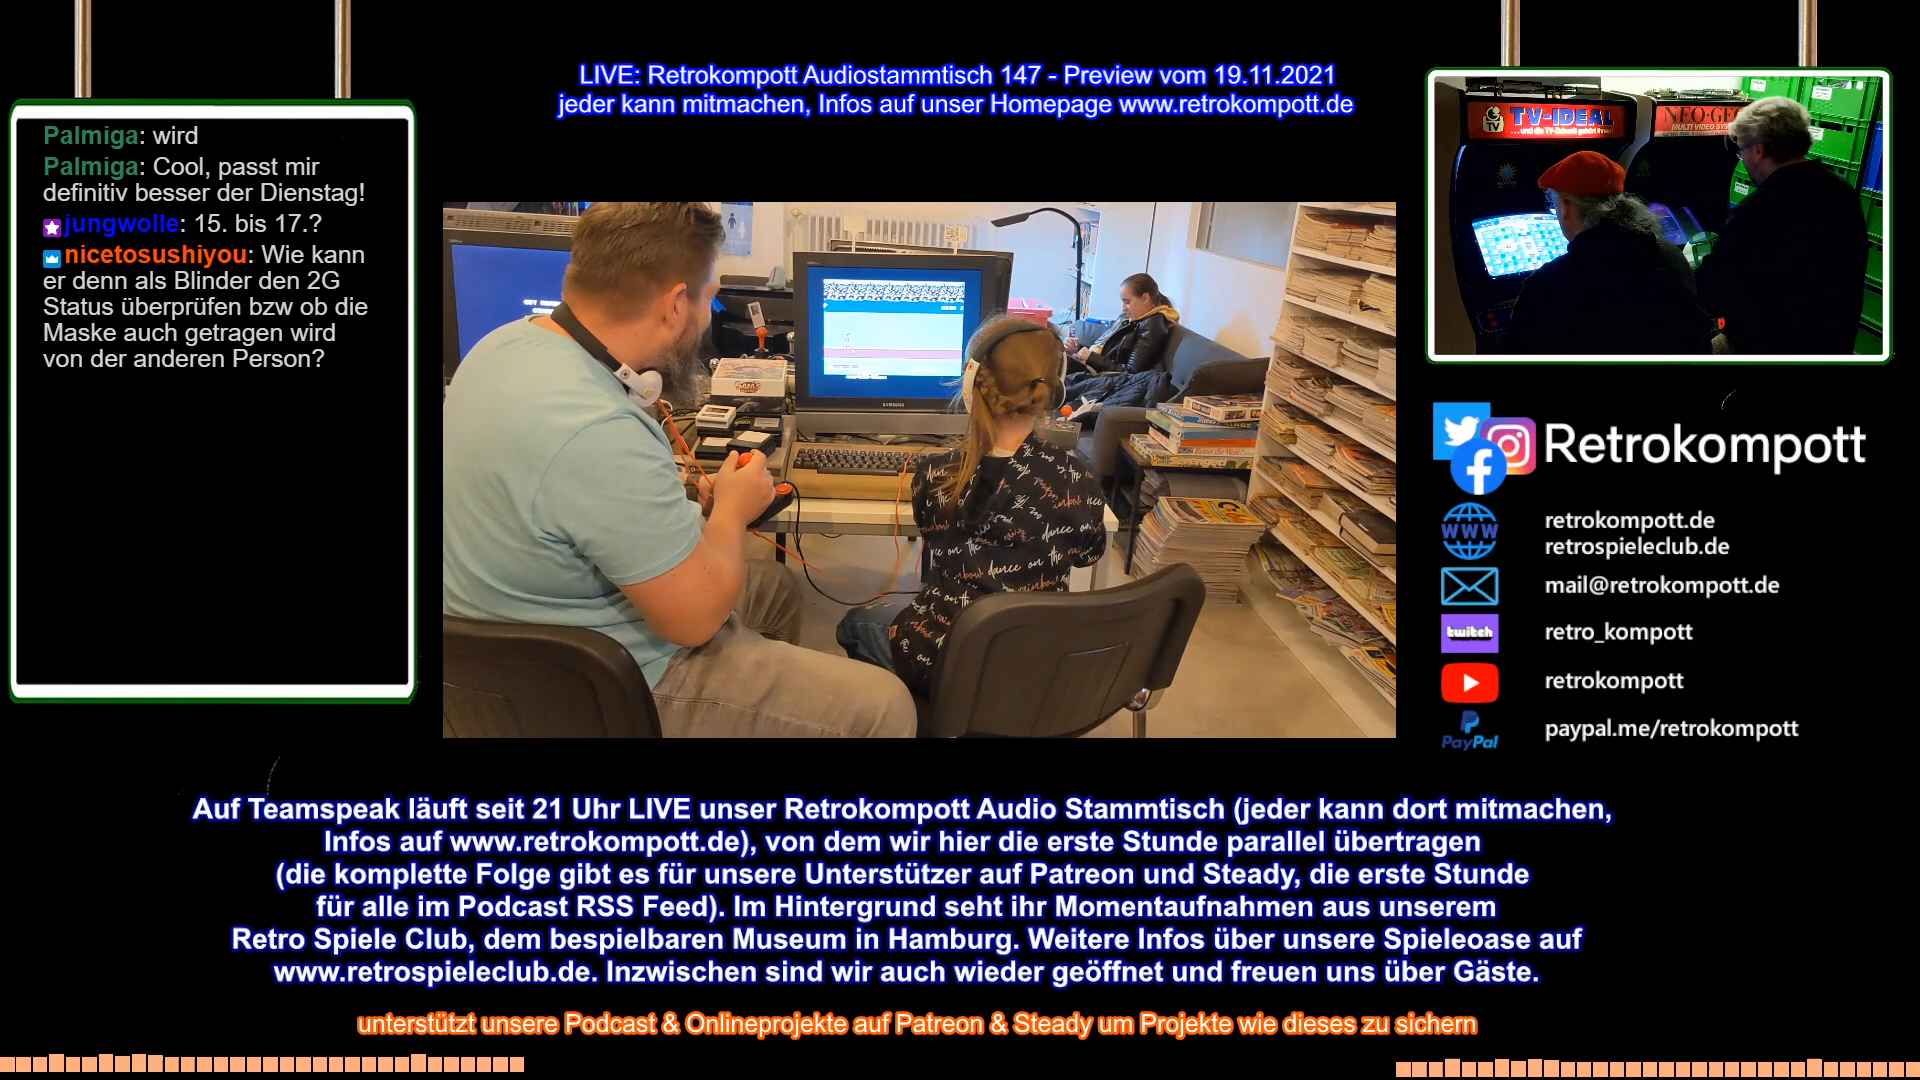 LIVE: Retrokompott Audiostammtisch 147 - Preview vom 19.11.2021
jeder kann mitmachen, Infos auf unser Homepage www.retrokompott.de
Palmiga: wird
Palmiga: Cool, passt mir
definitiv besser der Dienstag!
jungwolle: 15. bis 17.?
nicetosushiyou: Wie kann
er denn als Blinder den 2G
Status überprüfen bzw ob die
Maske auch getragen wird
von der anderen Person?
SAMSUNG
TV-IDEAL
NEO-GEO
MULTI VIDEO SYSTEM
Retrokompott
www
retrokompott.de
retrospieleclub.de
mail@retrokompott.de
twitch
retro_kompott
retrokompott
PayPal
paypal.me/retrokompott
Auf Teamspeak läuft seit 21 Uhr LIVE unser Retrokompott Audio Stammtisch (jeder kann dort mitmachen,
Infos auf www.retrokompott.de), von dem wir hier die erste Stunde parallel übertragen
(die komplette Folge gibt es für unsere Unterstützer auf Patreon und Steady, die erste Stunde
für alle im Podcast RSS Feed). Im Hintergrund seht ihr Momentaufnahmen aus unserem
Retro Spiele Club, dem bespielbaren Museum in Hamburg. Weitere Infos über unsere Spieleoase auf
www.retrospieleclub.de. Inzwischen sind wir auch wieder geöffnet und freuen uns über Gäste.
unterstützt unsere Podcast & Onlineprojekte auf Patreon & Steady um Projekte wie dieses zu sichern